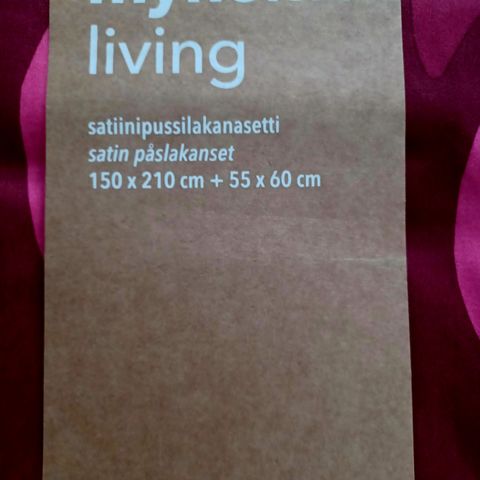 living
satiinipussilakanasetti
satin påslakanset
150 x 210 cm + 55 x 60 cm